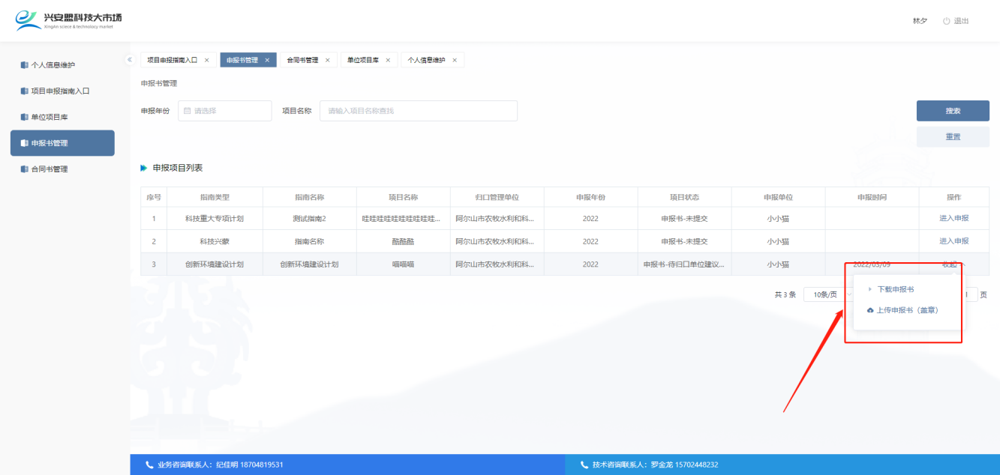 兴安盟科技大市场
XingAn sciece & technolocy market
林夕 退出
个人信息维护
项目申报指南入口
单位项目库
申报书管理
合同书管理
项目申报指南入口 × 申报书管理 × 合同书管理 × 单位项目库 × 个人信息维护 ×
申报书管理
申报年份 请选择 项目名称 请输入项目名称查找 搜索
重置
申报项目列表
序号 指南类型 指南名称 项目名称 归口管理单位 申报年份 项目状态 申报单位 申报时间 操作
1 科技重大专项计划 测试指南2 哇哇哇哇哇哇哇哇哇哇... 阿尔山市农牧水利和科... 2022 申报书-未提交 小小猫 进入申报
2 科技兴蒙 指南名称 酷酷酷 阿尔山市农牧水利和科... 2022 申报书-未提交 小小猫 进入申报
3 创新环境建设计划 创新环境建设计划 喵喵喵 阿尔山市农牧水利和科... 2022 申报书-待归口单位建议... 小小猫 2022/03/09 收起
共 3 条 10条/页 页
下载申报书
上传申报书（盖章）
业务咨询联系人：纪佳明 18704819531
技术咨询联系人：罗金龙 15702448232